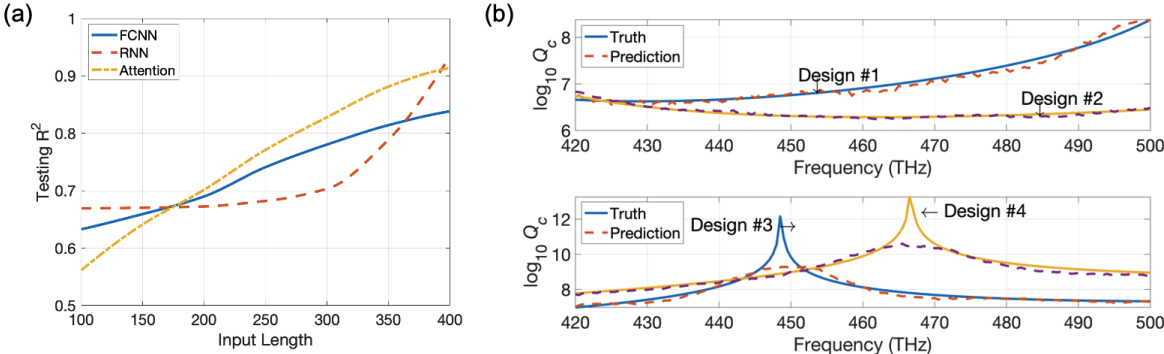 (a)
1
0.9
0.8
0.7
0.6
0.5
Testing R²
FCNN
RNN
Attention
100 150 200 250 300 350 400
Input Length
(b)
8
7
6
log₁₀ Q_c
Truth
Prediction
Design #1
Design #2
420 430 440 450 460 470 480 490 500
Frequency (THz)
12
10
8
log₁₀ Q_c
Truth
Prediction
Design #3→
← Design #4
420 430 440 450 460 470 480 490 500
Frequency (THz)